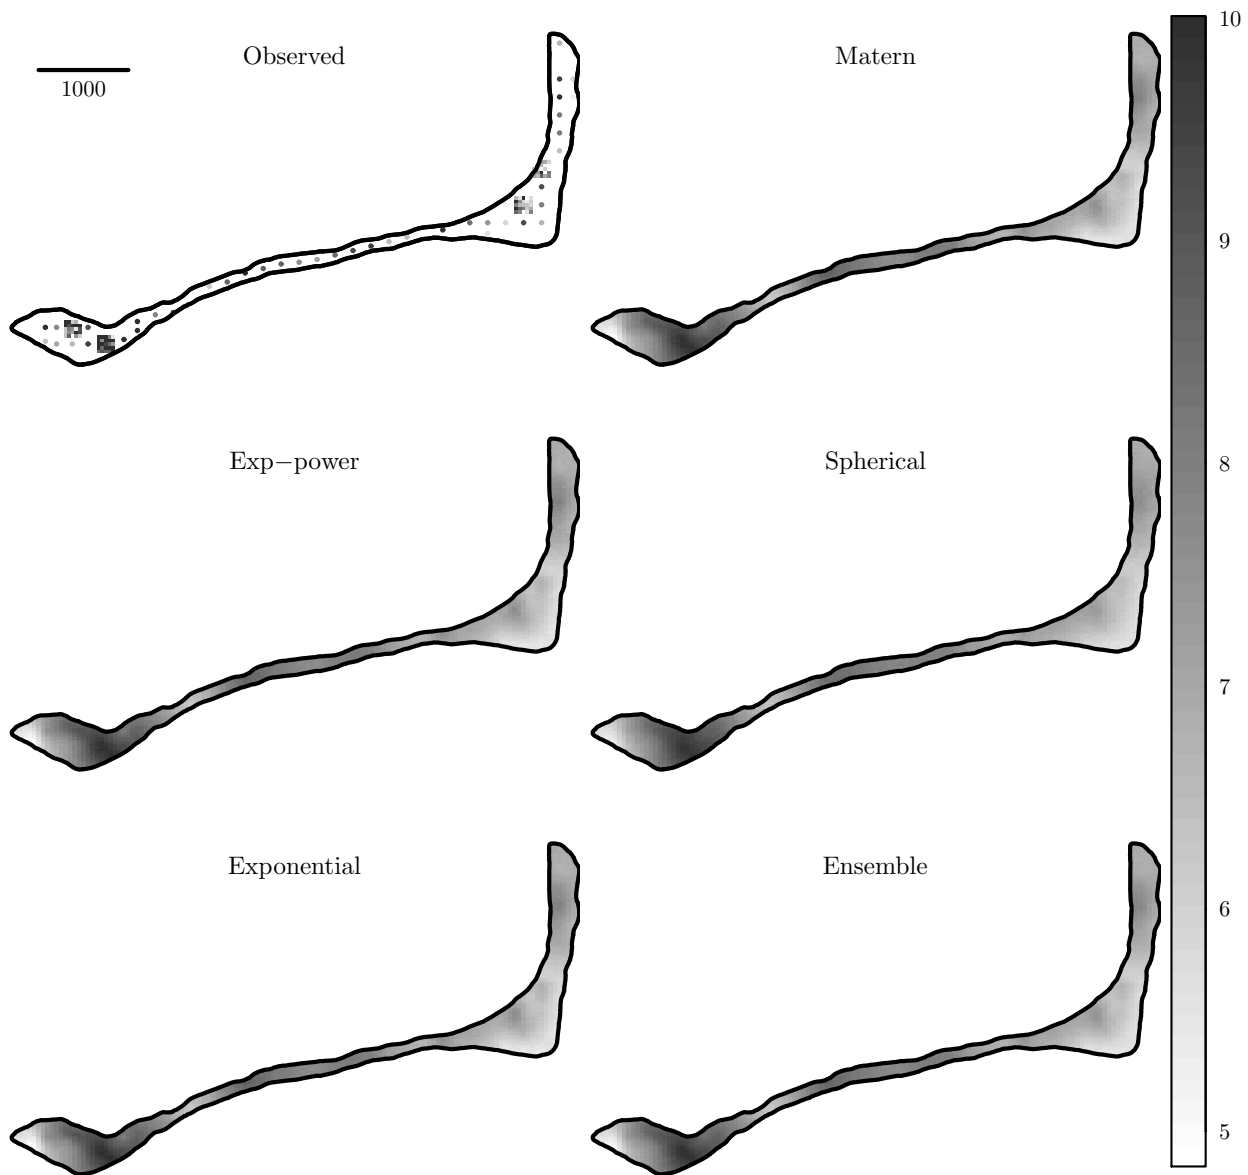 Observed
Matern
1000
Exp−power
Spherical
Exponential
Ensemble
10
9
8
7
6
5